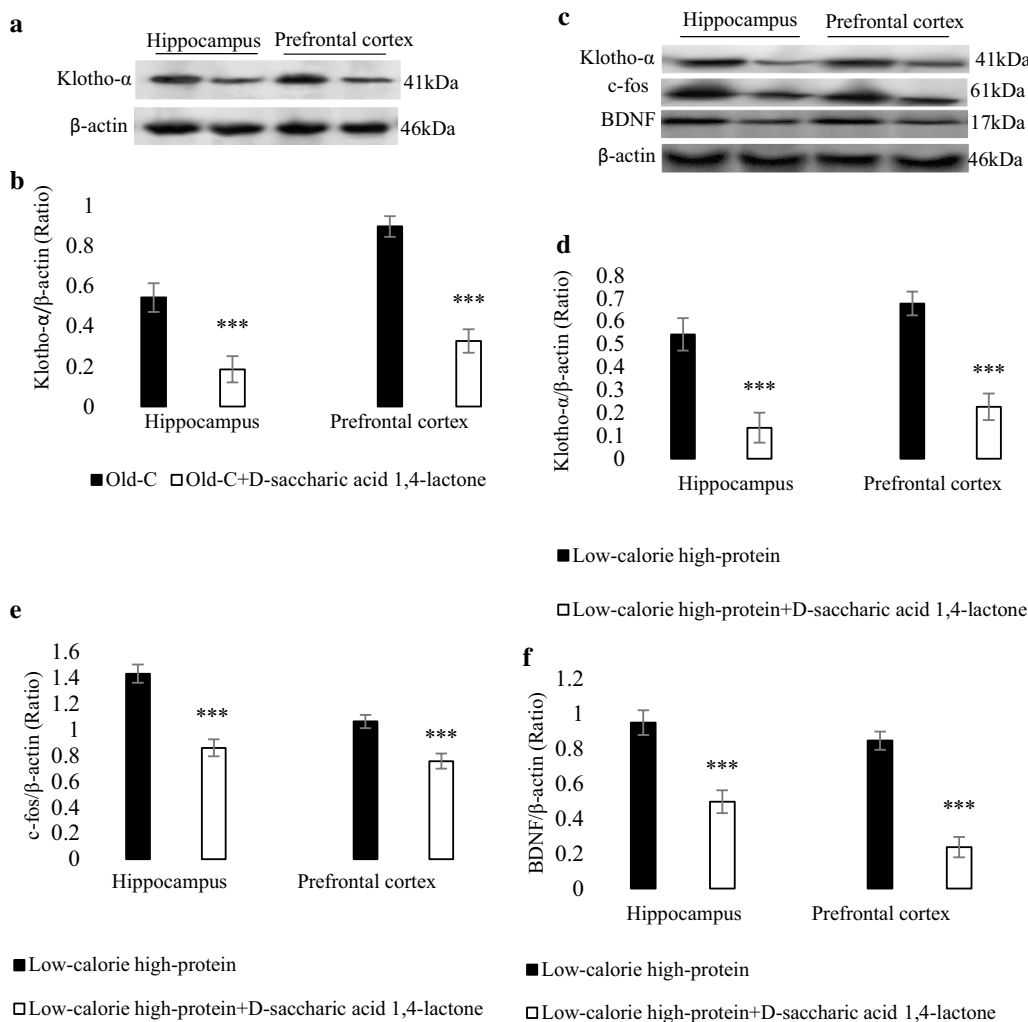 a
Hippocampus Prefrontal cortex
Klotho-α 41kDa
β-actin 46kDa
b
Klotho-α/β-actin (Ratio)
1
0.8
0.6
0.4
0.2
0
***
***
Hippocampus Prefrontal cortex
Old-C Old-C+D-saccharic acid 1,4-lactone
c
Hippocampus Prefrontal cortex
Klotho-α 41kDa
c-fos 61kDa
BDNF 17kDa
β-actin 46kDa
d
Klotho-α/β-actin (Ratio)
0.8
0.7
0.6
0.5
0.4
0.3
0.2
0.1
0
***
***
Hippocampus Prefrontal cortex
Low-calorie high-protein
Low-calorie high-protein+D-saccharic acid 1,4-lactone
e
c-fos/β-actin (Ratio)
1.6
1.4
1.2
1
0.8
0.6
0.4
0.2
0
***
***
Hippocampus Prefrontal cortex
Low-calorie high-protein
Low-calorie high-protein+D-saccharic acid 1,4-lactone
f
BDNF/β-actin (Ratio)
1.2
1
0.8
0.6
0.4
0.2
0
***
***
Hippocampus Prefrontal cortex
Low-calorie high-protein
Low-calorie high-protein+D-saccharic acid 1,4-lactone